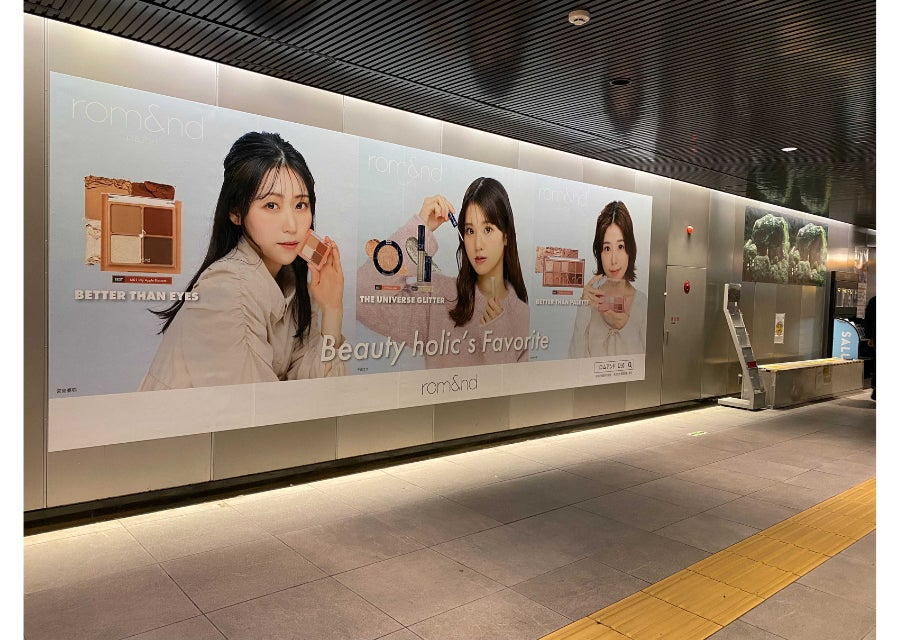 rom&nd
BETTER THAN EYES
rom&nd
THE UNIVERSE GLITTER
rom&nd
BETTER THAN PALETTE
Beauty holic's Favorite
rom&nd
SALU